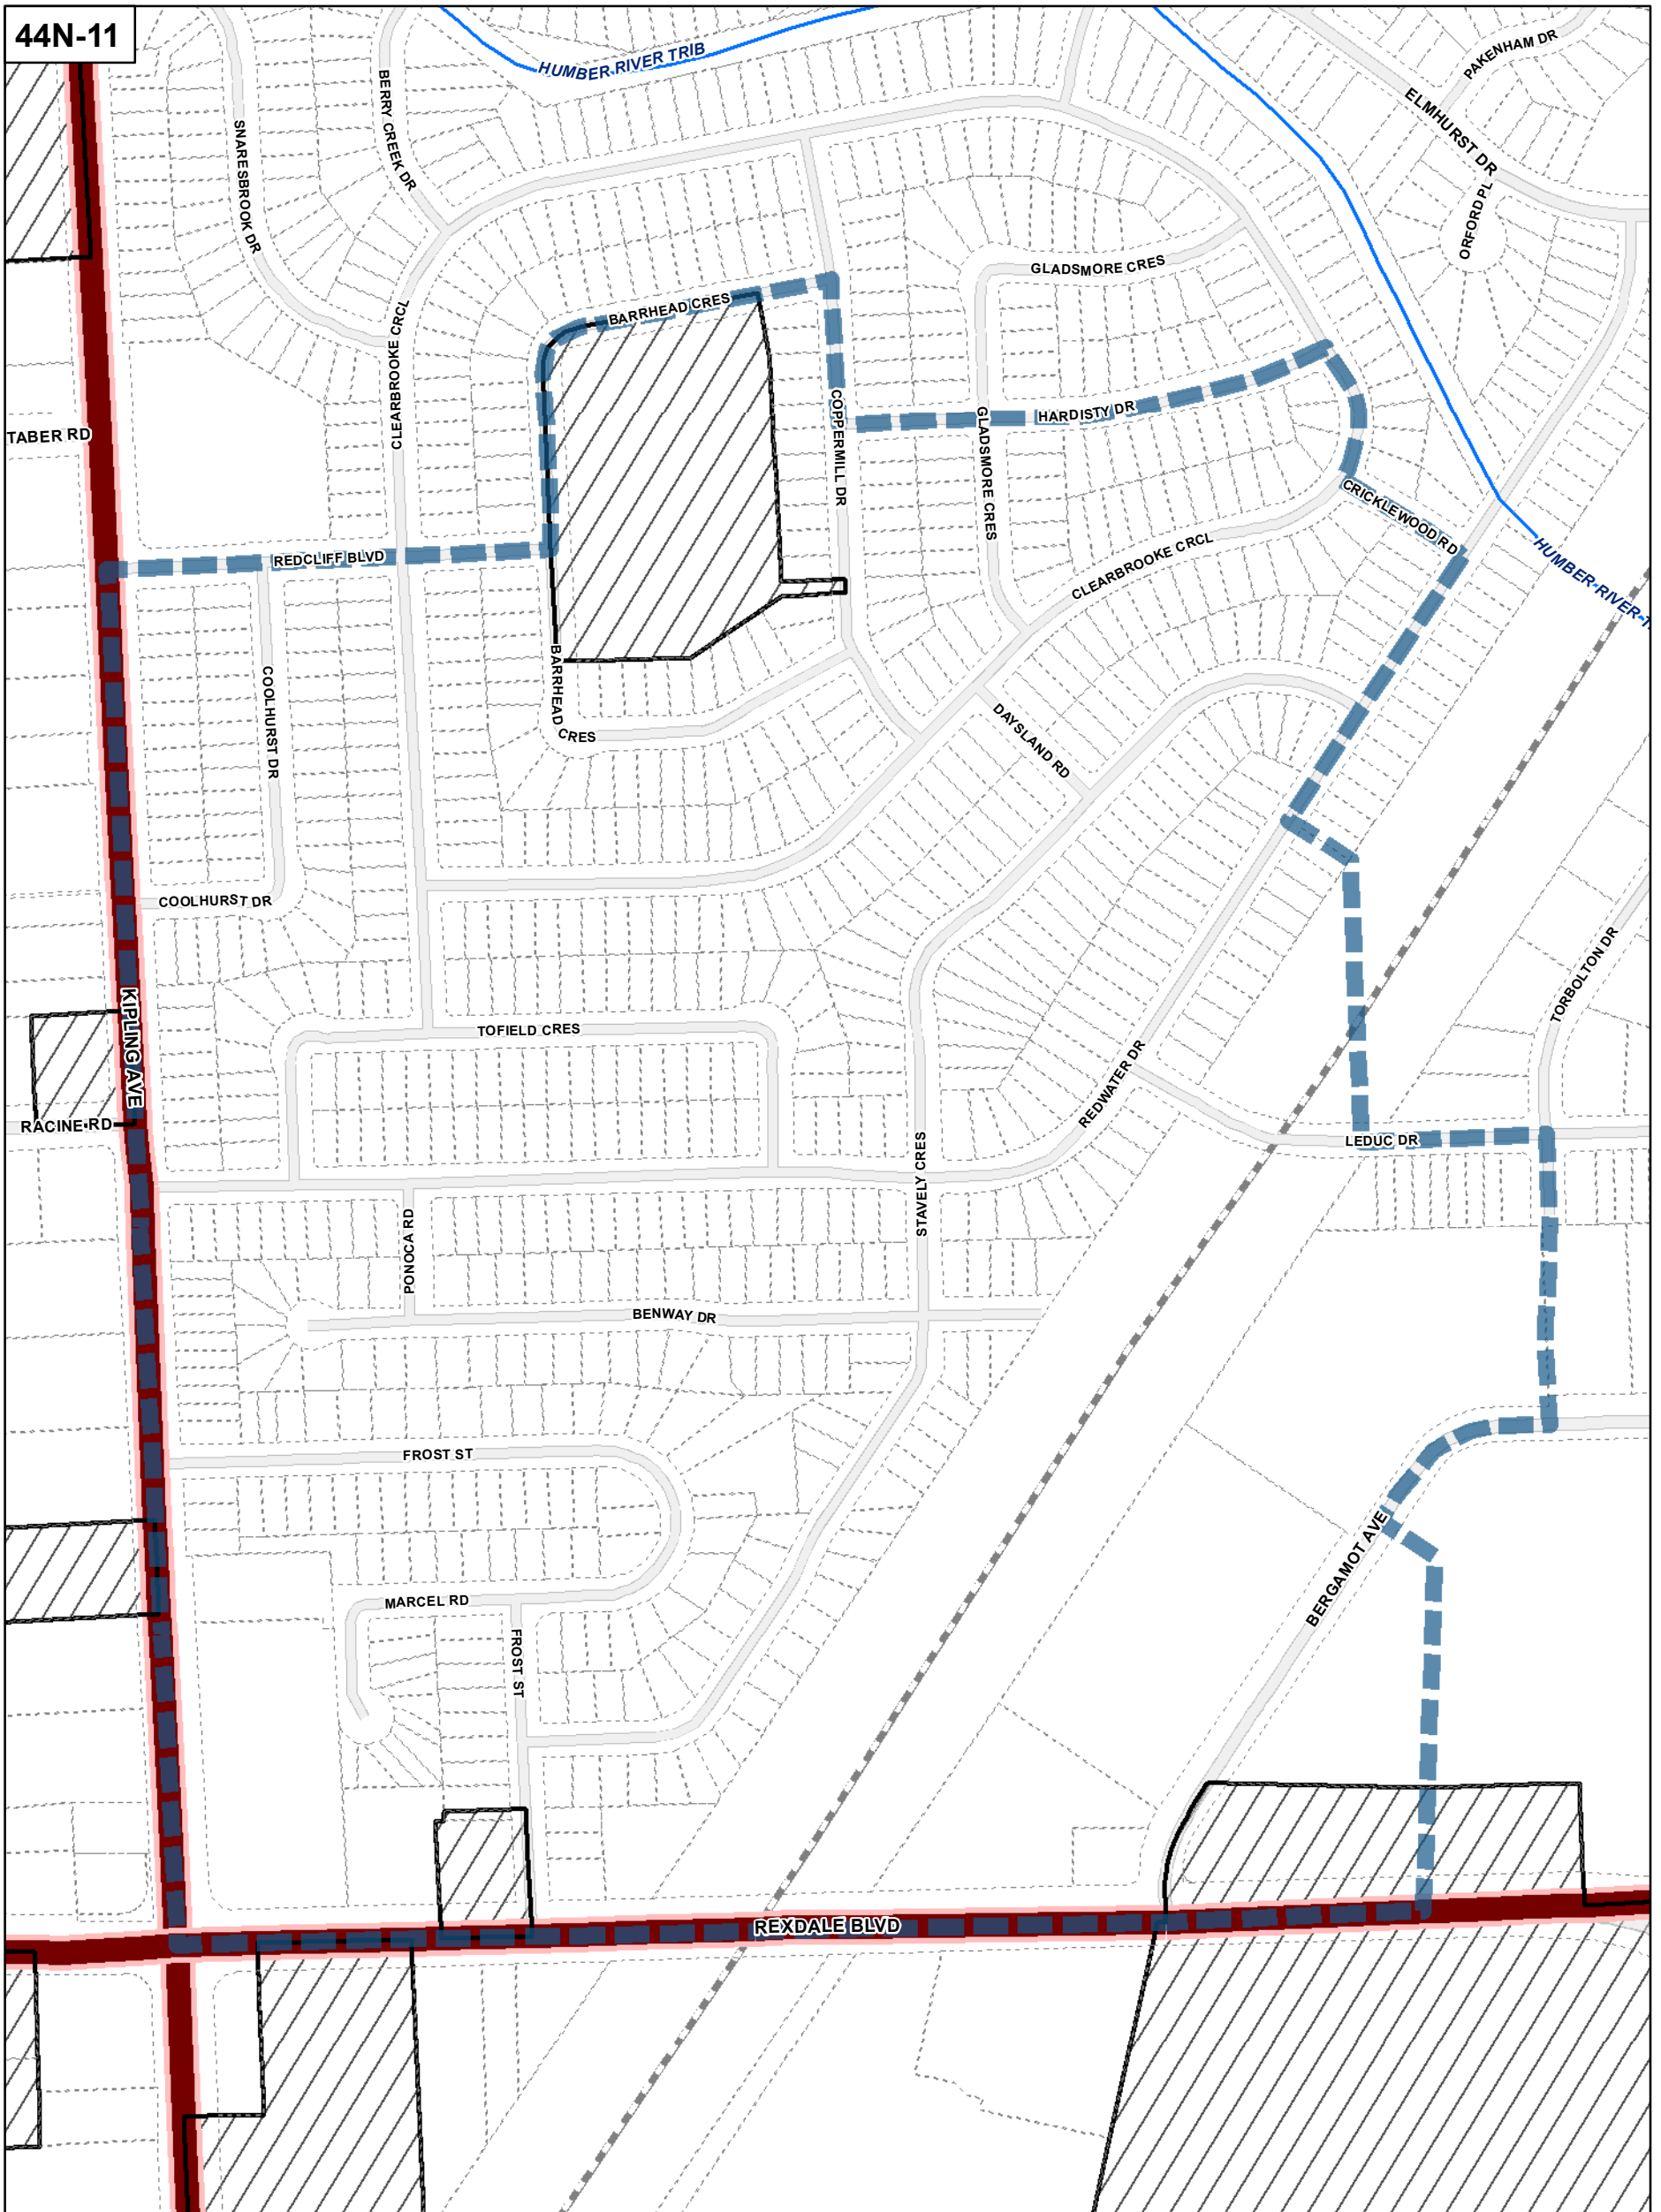 44N-11
HUMBER RIVER TRIB
PAKENHAM DR
ELMHURST DR
BERRY CREEK DR
SNARESBROOK DR
ORFORD PL
GLADSMORE CRES
BARRHEAD CRES
CLEARBROOKE CRCL
HARDISTY DR
COPPERMILL DR
GLADSMORE CRES
TABER RD
CRICKLEWOOD RD
HUMBER RIVER T
REDCLIFF BLVD
CLEARBROOKE CRCL
COOLHURST DR
BARRHEAD
CRES
DAYSLAND RD
COOLHURST DR
TORBOLTON DR
KIPLING AVE
TOFIELD CRES
REDWATER DR
RACINE RD
LEDUC DR
STAVELY CRES
PONOCA RD
BENWAY DR
FROST ST
BERGAMOT AVE
MARCEL RD
FROST ST
REXDALE BLVD